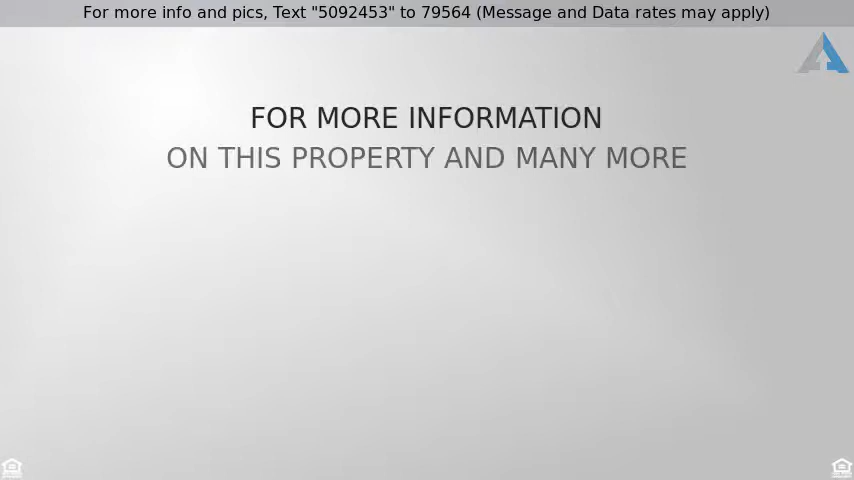 For more info and pics, Text "5092453" to 79564 (Message and Data rates may apply)
FOR MORE INFORMATION
ON THIS PROPERTY AND MANY MORE